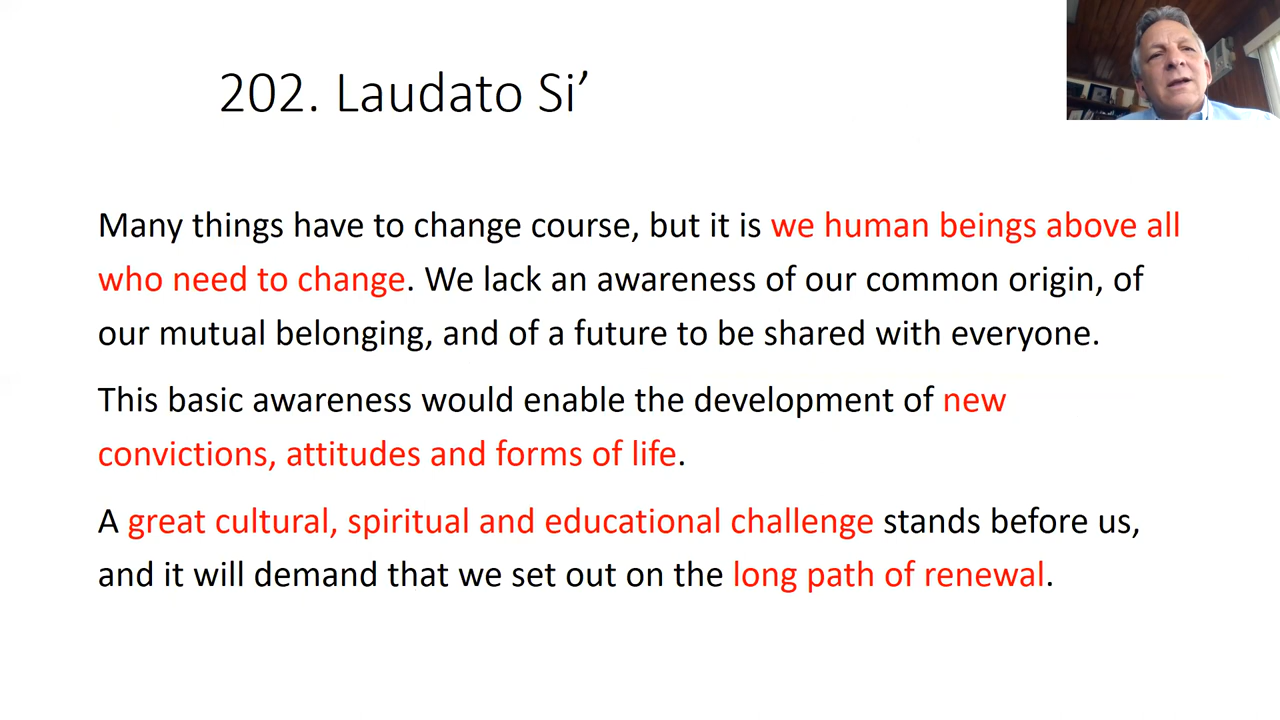 202. Laudato Si’
Many things have to change course, but it is we human beings above all
who need to change. We lack an awareness of our common origin, of
our mutual belonging, and of a future to be shared with everyone.
This basic awareness would enable the development of new
convictions, attitudes and forms of life.
A great cultural, spiritual and educational challenge stands before us,
and it will demand that we set out on the long path of renewal.